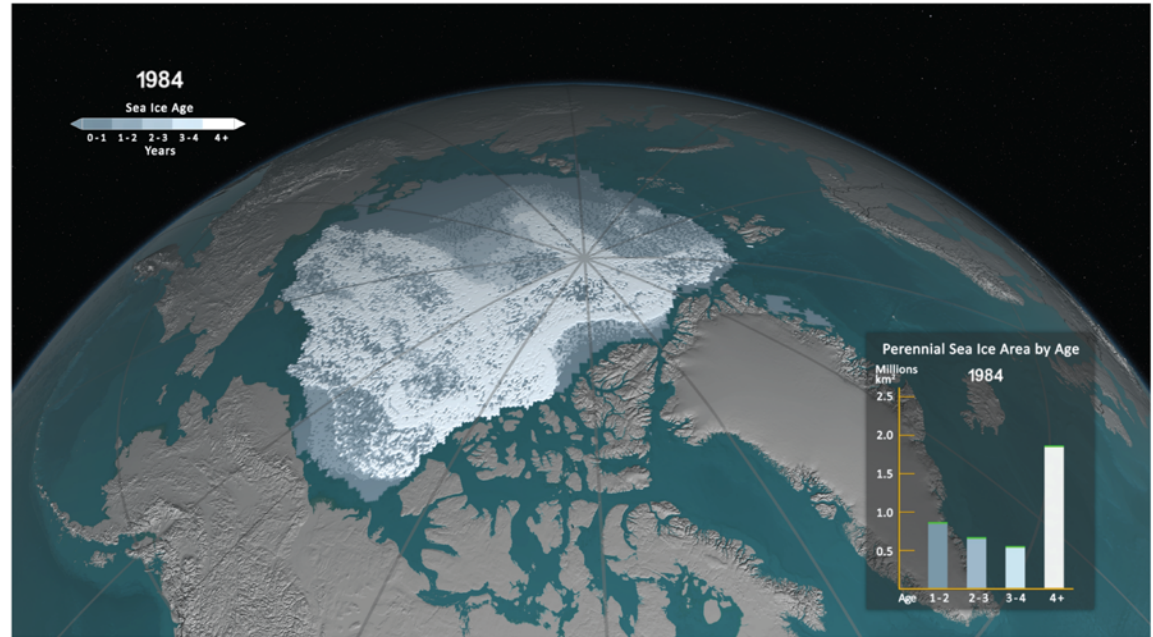 1984
Sea Ice Age
0-1 1-2 2-3 3-4 4+
Years
Perennial Sea Ice Area by Age
Millions
km²
1984
2.5
2.0
1.5
1.0
0.5
Age 1-2 2-3 3-4 4+